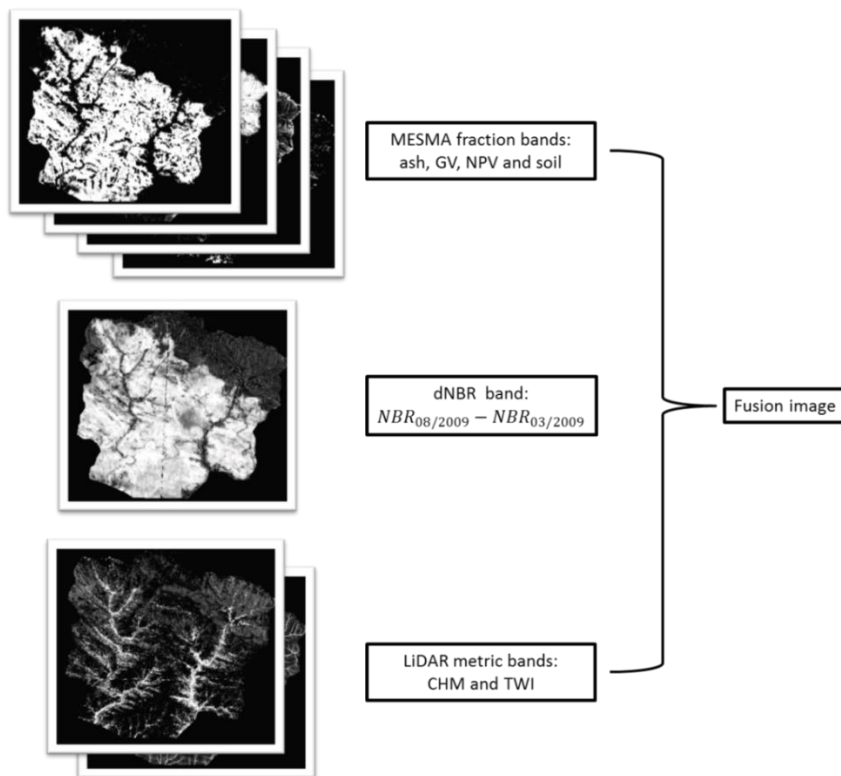 MESMA fraction bands:
ash, GV, NPV and soil
dNBR band:
NBR08/2009 − NBR03/2009
Fusion image
LiDAR metric bands:
CHM and TWI